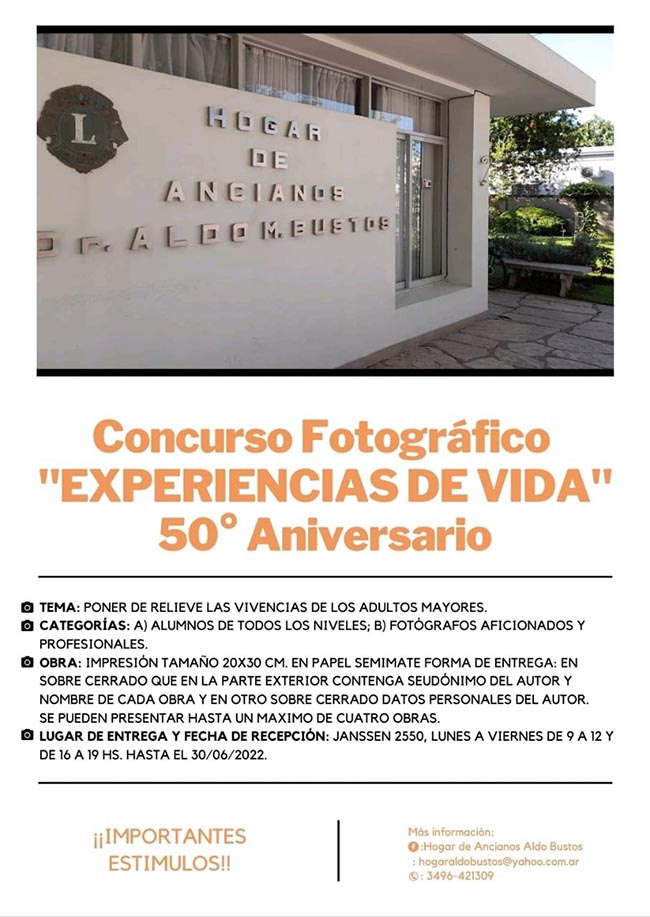 L
HOGAR
DE
ANCIANOS
Dr. ALDO M. BUSTOS
Concurso Fotográfico
"EXPERIENCIAS DE VIDA"
50° Aniversario
TEMA: PONER DE RELIEVE LAS VIVENCIAS DE LOS ADULTOS MAYORES.
CATEGORÍAS: A) ALUMNOS DE TODOS LOS NIVELES; B) FOTÓGRAFOS AFICIONADOS Y
PROFESIONALES.
OBRA: IMPRESIÓN TAMAÑO 20X30 CM. EN PAPEL SEMIMATE FORMA DE ENTREGA: EN
SOBRE CERRADO QUE EN LA PARTE EXTERIOR CONTENGA SEUDÓNIMO DEL AUTOR Y
NOMBRE DE CADA OBRA Y EN OTRO SOBRE CERRADO DATOS PERSONALES DEL AUTOR.
SE PUEDEN PRESENTAR HASTA UN MAXIMO DE CUATRO OBRAS.
LUGAR DE ENTREGA Y FECHA DE RECEPCIÓN: JANSSEN 2550, LUNES A VIERNES DE 9 A 12 Y
DE 16 A 19 HS. HASTA EL 30/06/2022.
¡¡IMPORTANTES
ESTIMULOS!!
Más información:
:Hogar de Ancianos Aldo Bustos
: hogaraldobustos@yahoo.com.ar
: 3496-421309